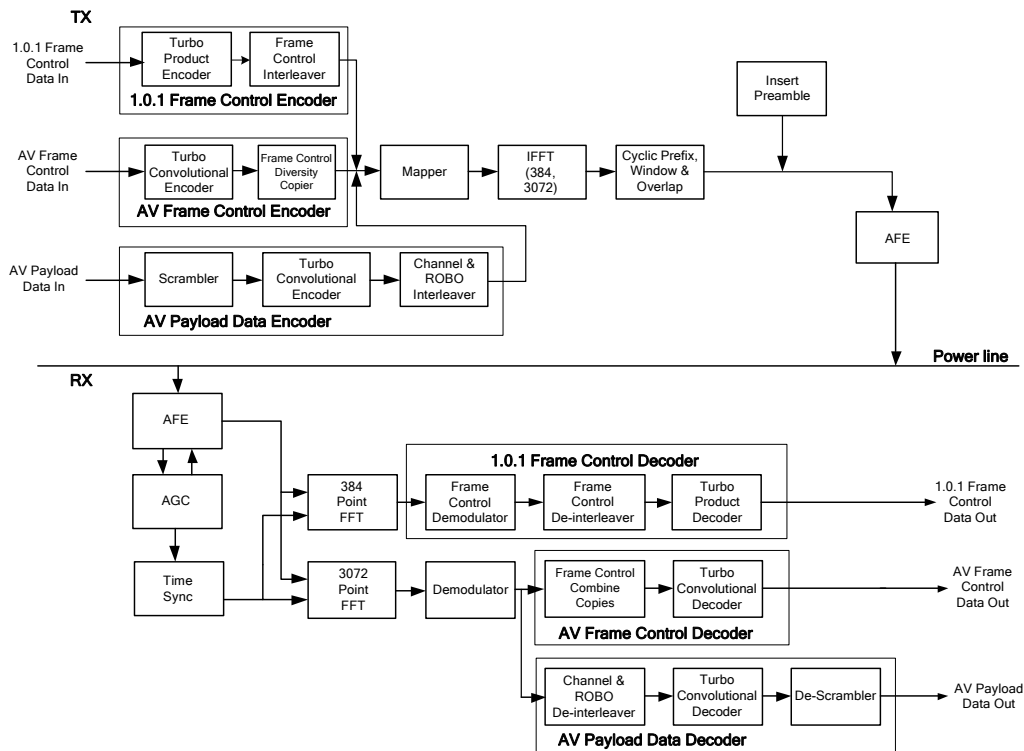 TX
1.0.1 Frame
Control
Data In
Turbo
Product
Encoder
Frame
Control
Interleaver
1.0.1 Frame Control Encoder
Insert
Preamble
AV Frame
Control
Data In
Turbo
Convolutional
Encoder
Frame Control
Diversity
Copier
AV Frame Control Encoder
Mapper
IFFT
(384,
3072)
Cyclic Prefix,
Window &
Overlap
AFE
AV Payload
Data In
Scrambler
Turbo
Convolutional
Encoder
Channel &
ROBO
Interleaver
AV Payload Data Encoder
Power line
RX
AFE
AGC
Time
Sync
384
Point
FFT
1.0.1 Frame Control Decoder
Frame
Control
Demodulator
Frame
Control
De-interleaver
Turbo
Product
Decoder
1.0.1 Frame
Control
Data Out
3072
Point
FFT
Demodulator
Frame Control
Combine
Copies
Turbo
Convolutional
Decoder
AV Frame Control Decoder
AV Frame
Control
Data Out
Channel &
ROBO
De-interleaver
Turbo
Convolutional
Decoder
De-Scrambler
AV Payload Data Decoder
AV Payload
Data Out